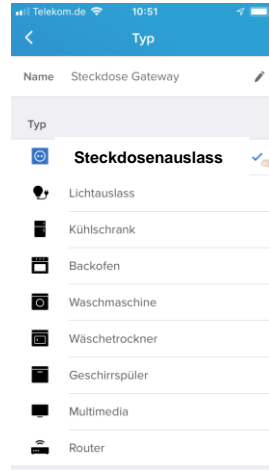 Telekom.de 10:51
Typ
Name Steckdose Gateway
Typ
Steckdosenauslass
Lichtauslass
Kühlschrank
Backofen
Waschmaschine
Wäschetrockner
Geschirrspüler
Multimedia
Router